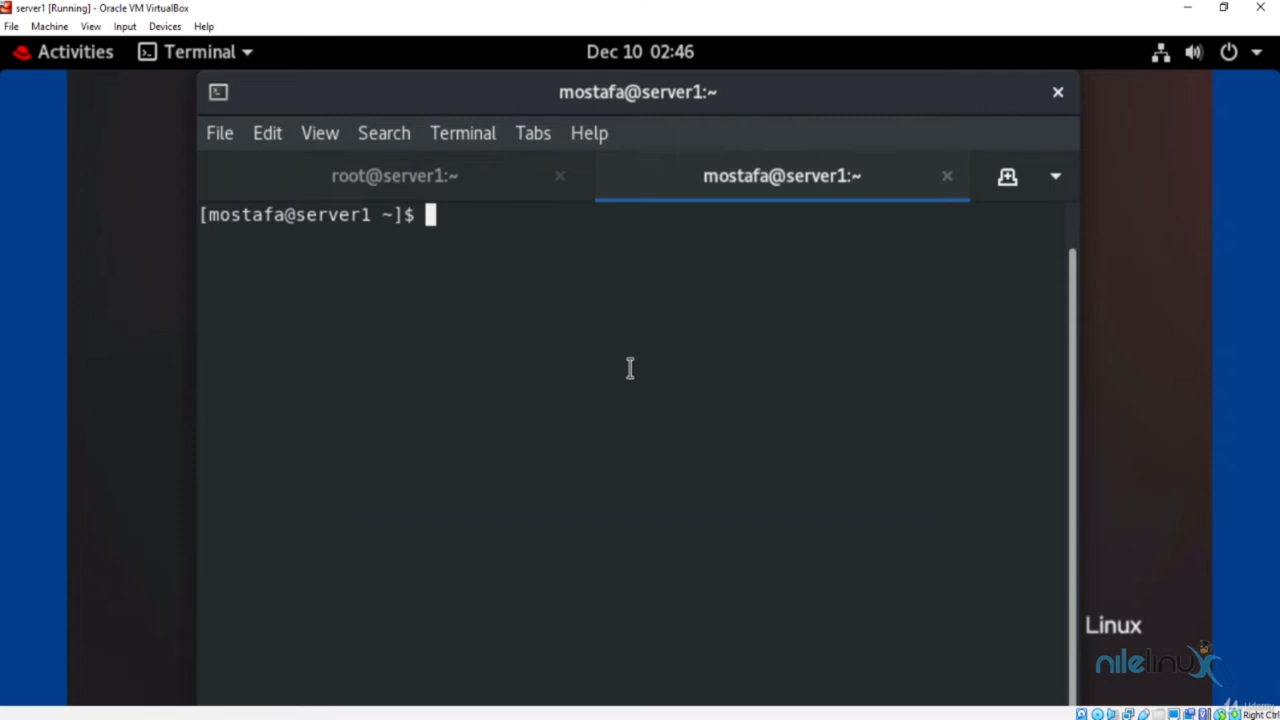 server1 [Running] - Oracle VM VirtualBox
File Machine View Input Devices Help
Activities Terminal Dec 10 02:46
mostafa@server1:~
File Edit View Search Terminal Tabs Help
root@server1:~ mostafa@server1:~
[mostafa@server1 ~]$
Linux
nilelinux
Udemy
Right Ctrl